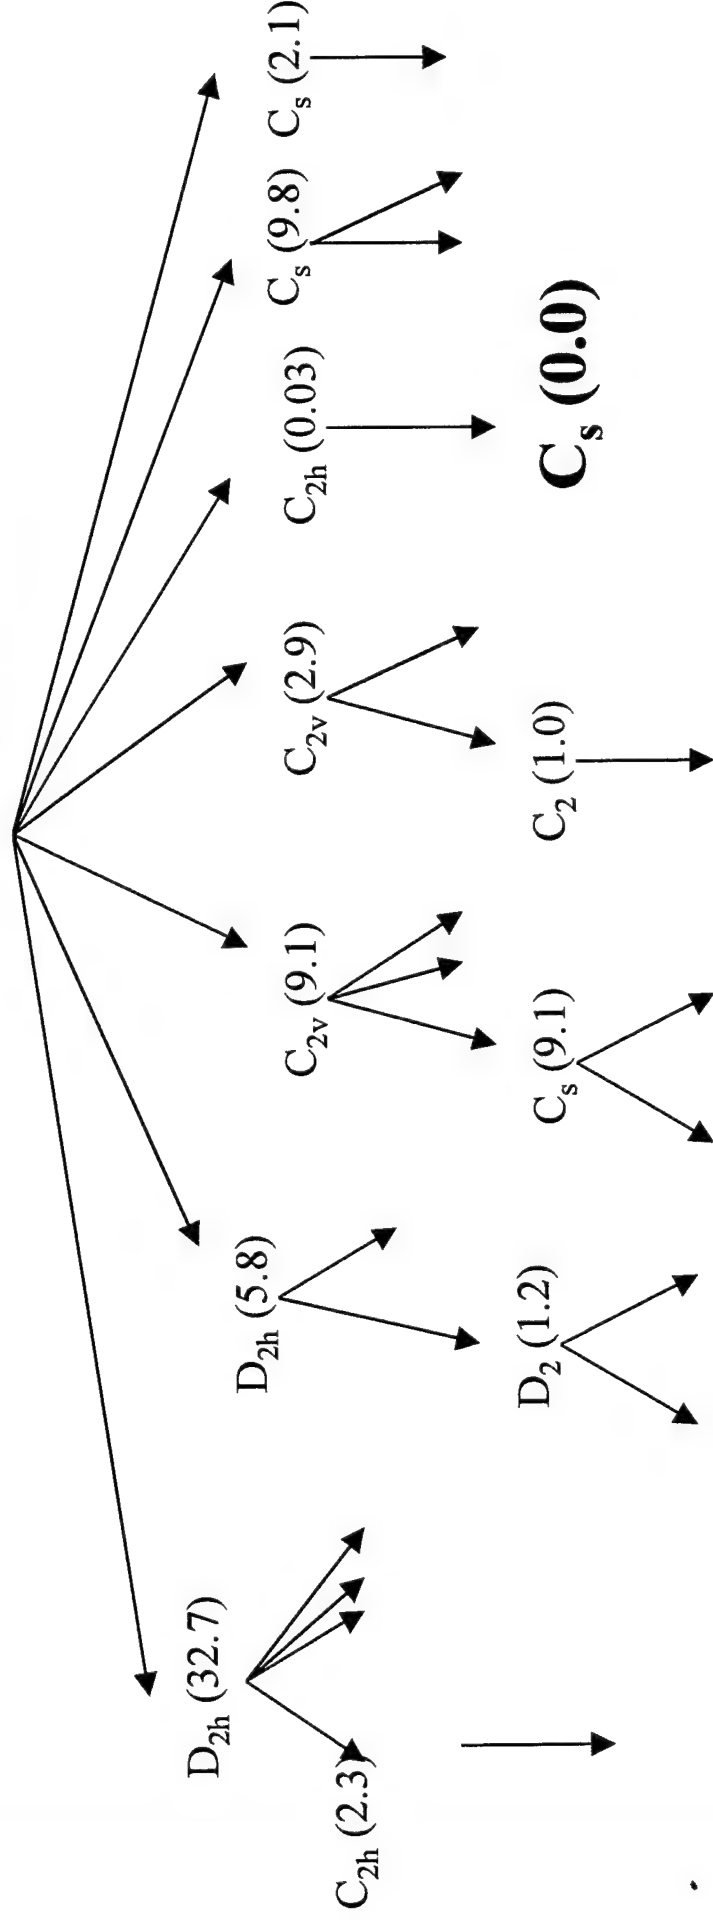 D2h (32.7)
D2h (5.8)
C2v (9.1)
C2v (2.9)
C2h (0.03)
Cs (9.8)
Cs (2.1)
C2h (2.3)
D2 (1.2)
Cs (9.1)
C2 (1.0)
Cs (0.0)